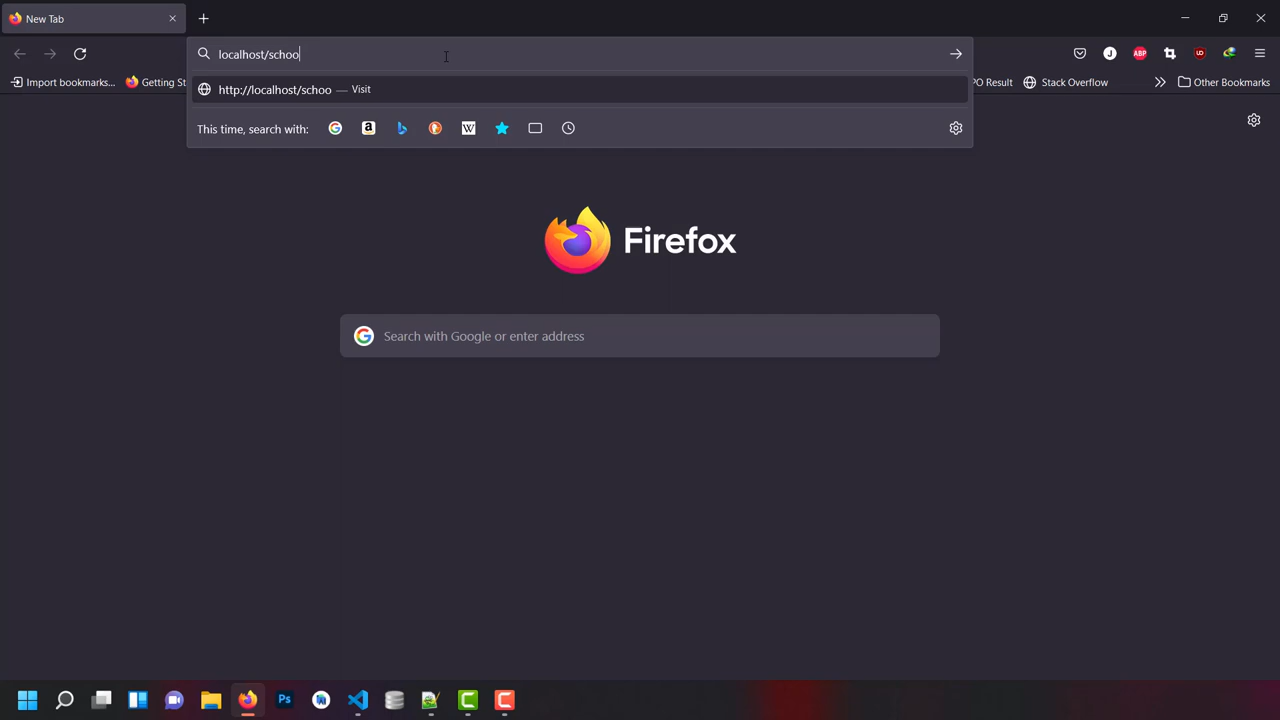 New Tab
localhost/schoo
Import bookmarks...
Getting St
PO Result
Stack Overflow
Other Bookmarks
http://localhost/schoo — Visit
This time, search with:
Firefox
Search with Google or enter address